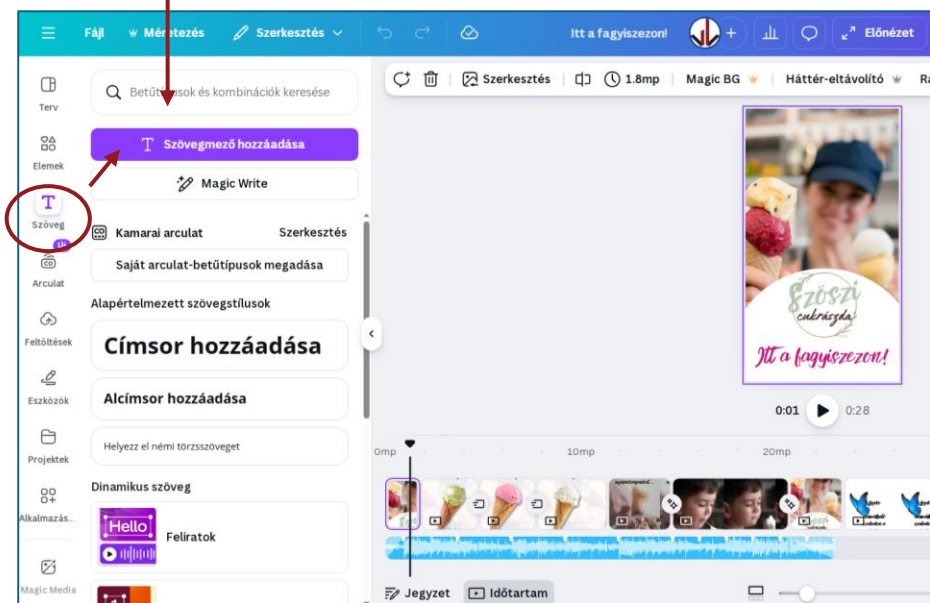 Fájl Méretezés Szerkesztés Itt a fagyiszezon! + Előnézet
Terv
Elemek
Szöveg
Új
Arculat
Feltöltések
Eszközök
Projektek
Alkalmazás...
Magic Media
Betűtípusok és kombinációk keresése
T Szövegmező hozzáadása
Magic Write
Kamarai arculat Szerkesztés
Saját arculat-betűtípusok megadása
Alapértelmezett szövegstílusok
Címsor hozzáadása
Alcímsor hozzáadása
Helyezz el némi törzsszöveget
Dinamikus szöveg
Hello
Feliratok
Szerkesztés 1.8mp Magic BG Háttér-eltávolító
Szöszi
cukrászda
Itt a fagyiszezon!
0:01 0:28
0mp 10mp 20mp
Jegyzet Időtartam